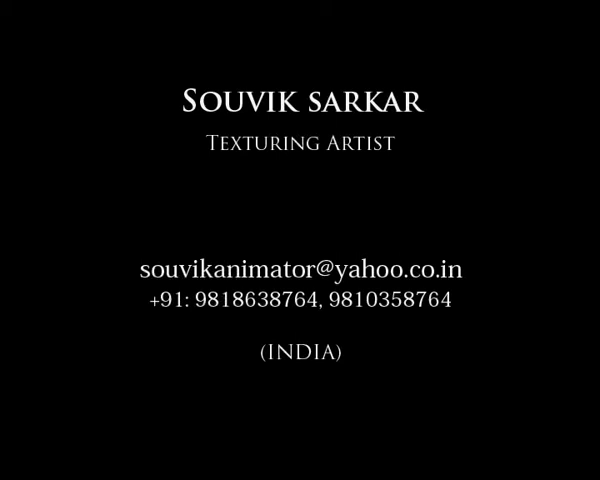 Souvik sarkar
Texturing Artist
souvikanimator@yahoo.co.in
+91: 9818638764, 9810358764
(INDIA)